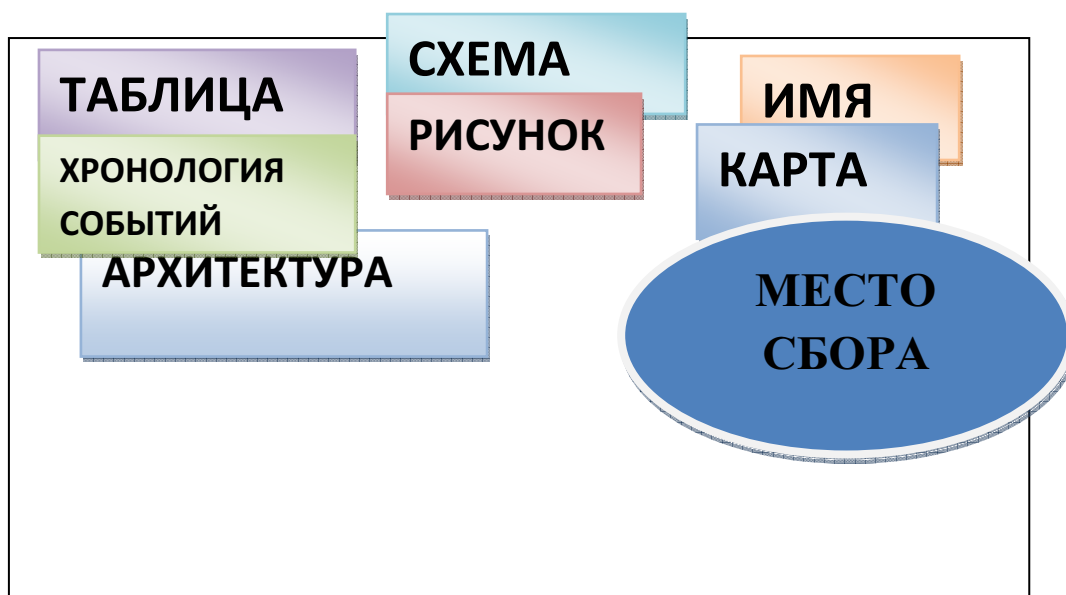 ТАБЛИЦА
ХРОНОЛОГИЯ
СОБЫТИЙ
АРХИТЕКТУРА
СХЕМА
РИСУНОК
ИМЯ
КАРТА
МЕСТО
СБОРА